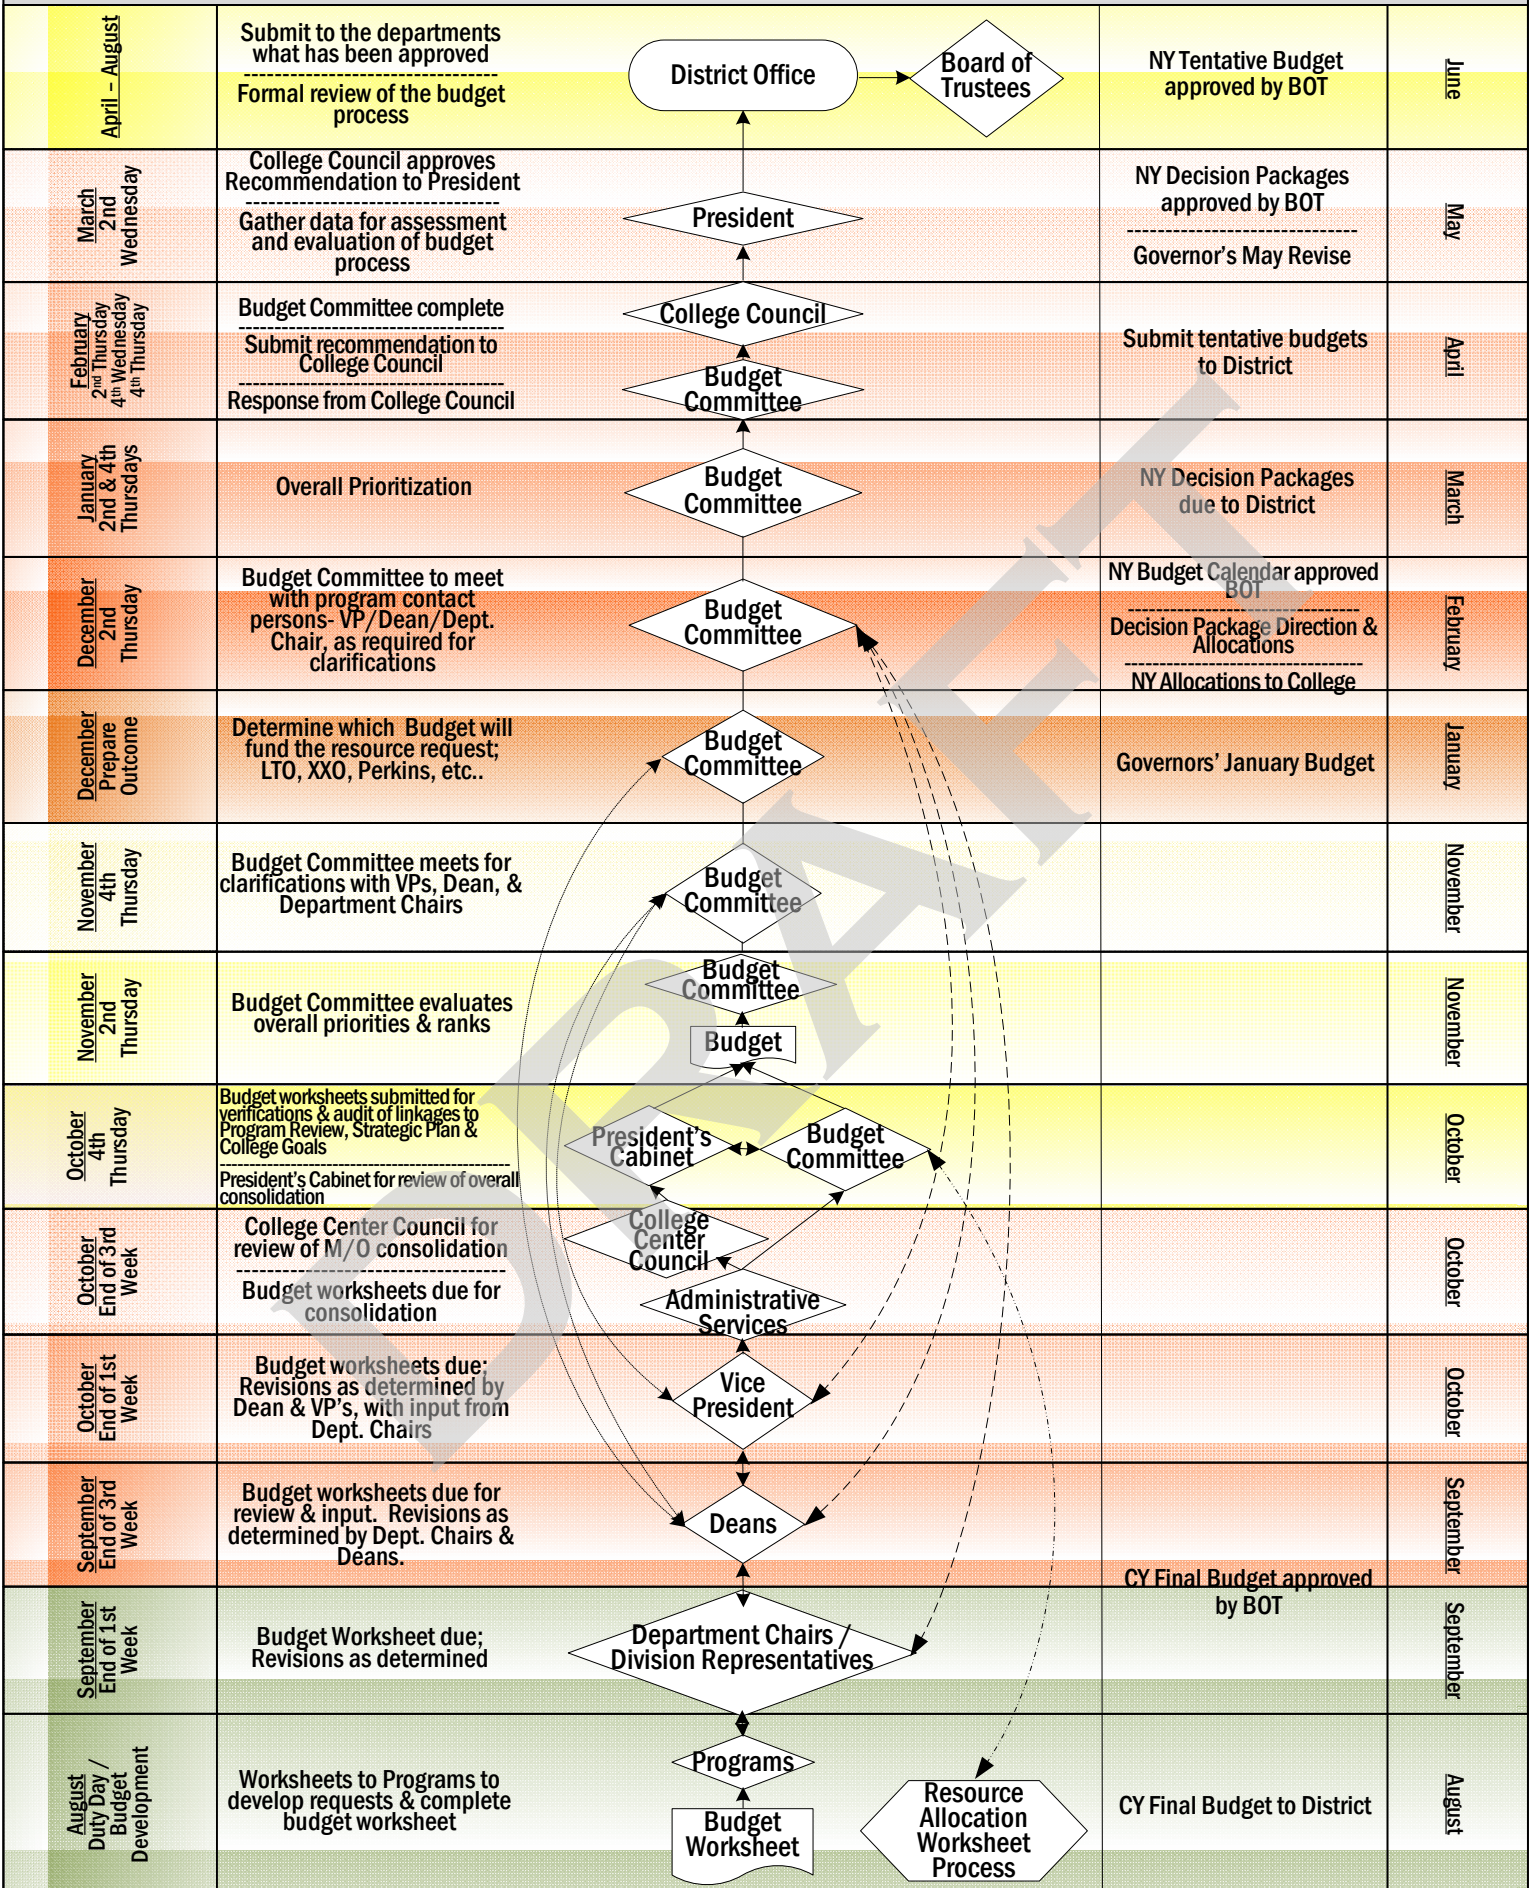 April – August
Submit to the departments
what has been approved
--------------------------------
Formal review of the budget
process
District Office
Board of
Trustees
NY Tentative Budget
approved by BOT
June
March
2nd
Wednesday
College Council approves
Recommendation to President
--------------------------------
Gather data for assessment
and evaluation of budget
process
President
NY Decision Packages
approved by BOT
-----------------------------
Governor's May Revise
May
February
2nd Thursday
4th Wednesday
4th Thursday
Budget Committee complete
----------------------------------
Submit recommendation to
College Council
----------------------------------
Response from College Council
College Council
Budget
Committee
Submit tentative budgets
to District
April
January
2nd & 4th
Thursdays
Overall Prioritization
Budget
Committee
NY Decision Packages
due to District
March
December
2nd
Thursday
Budget Committee to meet
with program contact
persons- VP/Dean/Dept.
Chair, as required for
clarifications
Budget
Committee
NY Budget Calendar approved
BOT
-----------------------------
Decision Package Direction &
Allocations
------------------------------
NY Allocations to College
February
December
Prepare
Outcome
Determine which  Budget will
fund the resource request;
LTO, XXO, Perkins, etc..
Budget
Committee
Governors' January Budget
January
November
4th
Thursday
Budget Committee meets for
clarifications with VPs, Dean, &
Department Chairs
Budget
Committee
November
November
2nd
Thursday
Budget Committee evaluates
overall priorities & ranks
Budget
Committee
Budget
November
October
4th
Thursday
Budget worksheets submitted for
verifications & audit of linkages to
Program Review, Strategic Plan &
College Goals
------------------------------------------
President's Cabinet for review of overall
consolidation
President's
Cabinet
Budget
Committee
October
October
End of 3rd
Week
College Center Council for
review of M/O consolidation
----------------------------------
Budget worksheets due for
consolidation
College
Center
Council
Administrative
Services
October
October
End of 1st
Week
Budget worksheets due;
Revisions as determined by
Dean & VP's, with input from
Dept. Chairs
Vice
President
October
September
End of 3rd
Week
Budget worksheets due for
review & input.  Revisions as
determined by Dept. Chairs &
Deans.
Deans
September
CY Final Budget approved
by BOT
September
End of 1st
Week
Budget Worksheet due;
Revisions as determined
Department Chairs /
Division Representatives
September
August
Duty Day /
Budget
Development
Worksheets to Programs to
develop requests & complete
budget worksheet
Programs
Budget
Worksheet
Resource
Allocation
Worksheet
Process
CY Final Budget to District
August
DRAFT